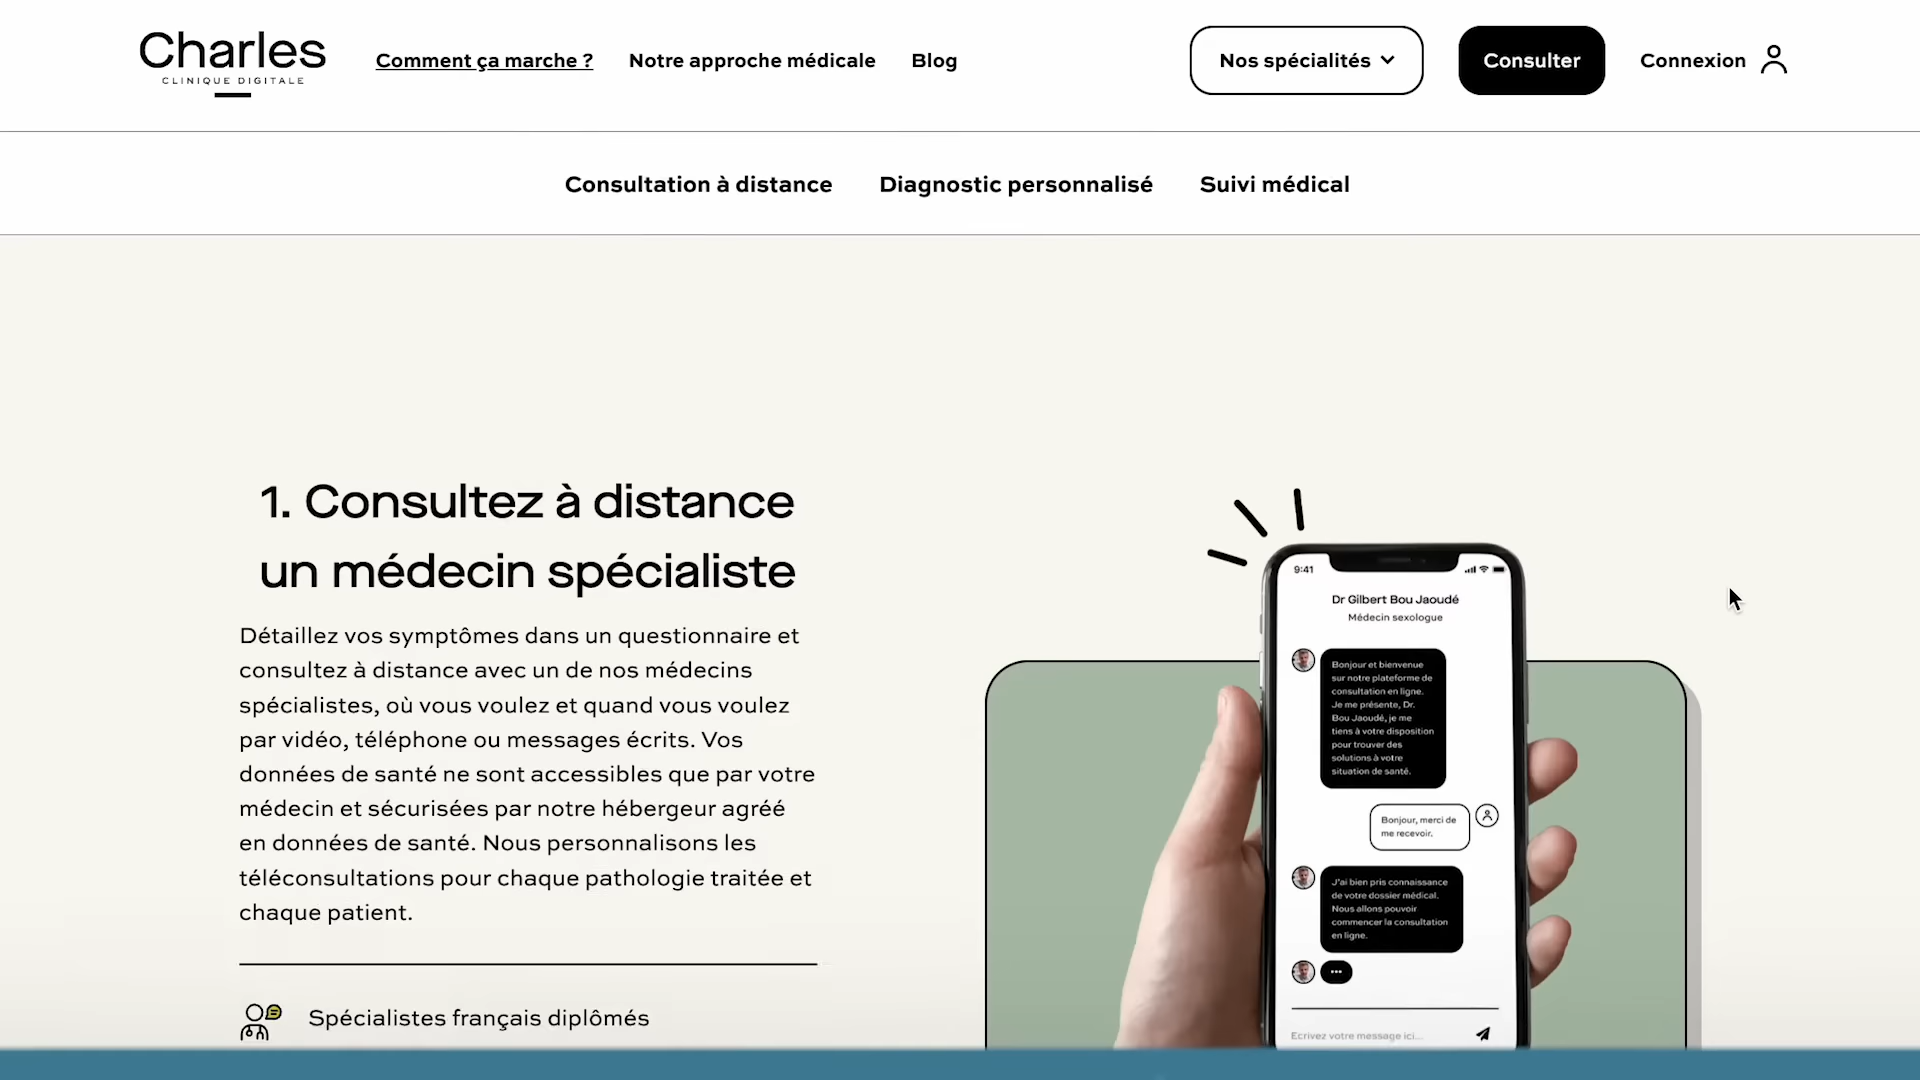 Charles
CLINIQUE DIGITALE
Comment ça marche ?
Notre approche médicale
Blog
Nos spécialités
Consulter
Connexion
Consultation à distance
Diagnostic personnalisé
Suivi médical
1. Consultez à distance
un médecin spécialiste
Détaillez vos symptômes dans un questionnaire et
consultez à distance avec un de nos médecins
spécialistes, où vous voulez et quand vous voulez
par vidéo, téléphone ou messages écrits. Vos
données de santé ne sont accessibles que par votre
médecin et sécurisées par notre hébergeur agréé
en données de santé. Nous personnalisons les
téléconsultations pour chaque pathologie traitée et
chaque patient.
Spécialistes français diplômés
9:41
Dr Gilbert Bou Jaoudé
Médecin sexologue
Bonjour et bienvenue
sur notre plateforme de
consultation en ligne.
Je me présente, Dr.
Bou Jaoudé, je me
tiens à votre disposition
pour trouver des
solutions à votre
situation de santé.
Bonjour, merci de
me recevoir.
J'ai bien pris connaissance
de votre dossier médical.
Nous allons pouvoir
commencer la consultation
en ligne.
Ecrivez votre message ici...